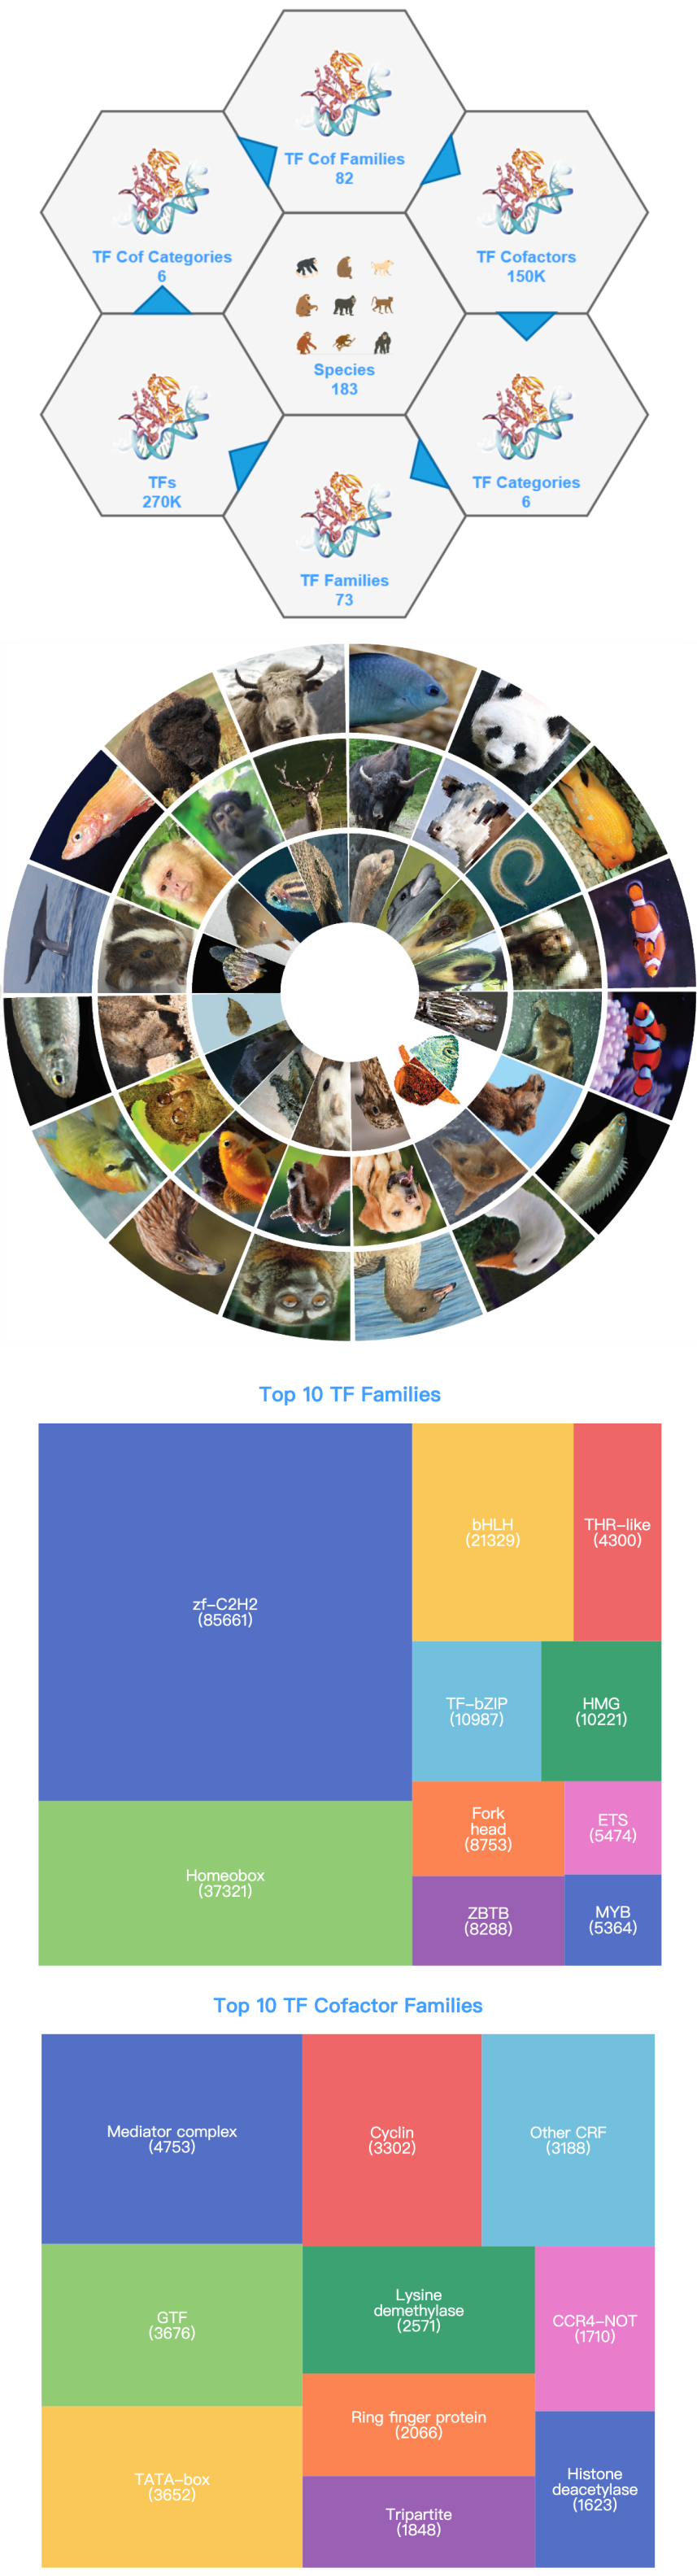 TF Cof Families
82
TF Cof Categories
6
TF Cofactors
150K
Species
183
TFs
270K
TF Categories
6
TF Families
73
Top 10 TF Families
bHLH
(21329)
THR-like
(4300)
zf-C2H2
(85661)
TF-bZIP
(10987)
HMG
(10221)
Fork
head
(8753)
ETS
(5474)
Homeobox
(37321)
ZBTB
(8288)
MYB
(5364)
Top 10 TF Cofactor Families
Mediator complex
(4753)
Cyclin
(3302)
Other CRF
(3188)
GTF
(3676)
Lysine
demethylase
(2571)
CCR4-NOT
(1710)
Ring finger protein
(2066)
TATA-box
(3652)
Histone
deacetylase
(1623)
Tripartite
(1848)